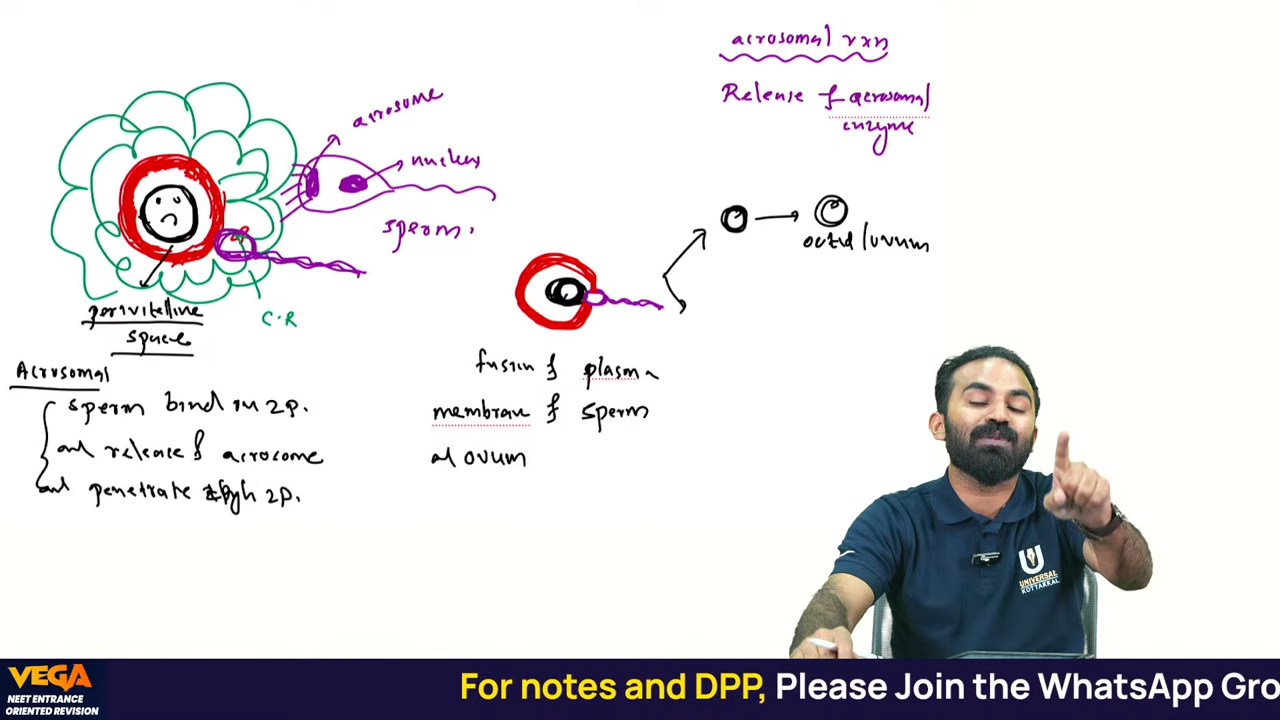 acrosomal rxn
Release of acrosomal
enzyme
acrosome
nucleus
sperm.
C.R
perivitelline
space
ootid / ovum
Acrosomal
sperm bind in zp.
and release of acrosome
and penetrate zp.
fusion of plasma
membrane of sperm
and ovum
U
UNIVERSAL
KOTTAKKAL
VEGA
NEET ENTRANCE
ORIENTED REVISION
For notes and DPP, Please Join the WhatsApp Gro